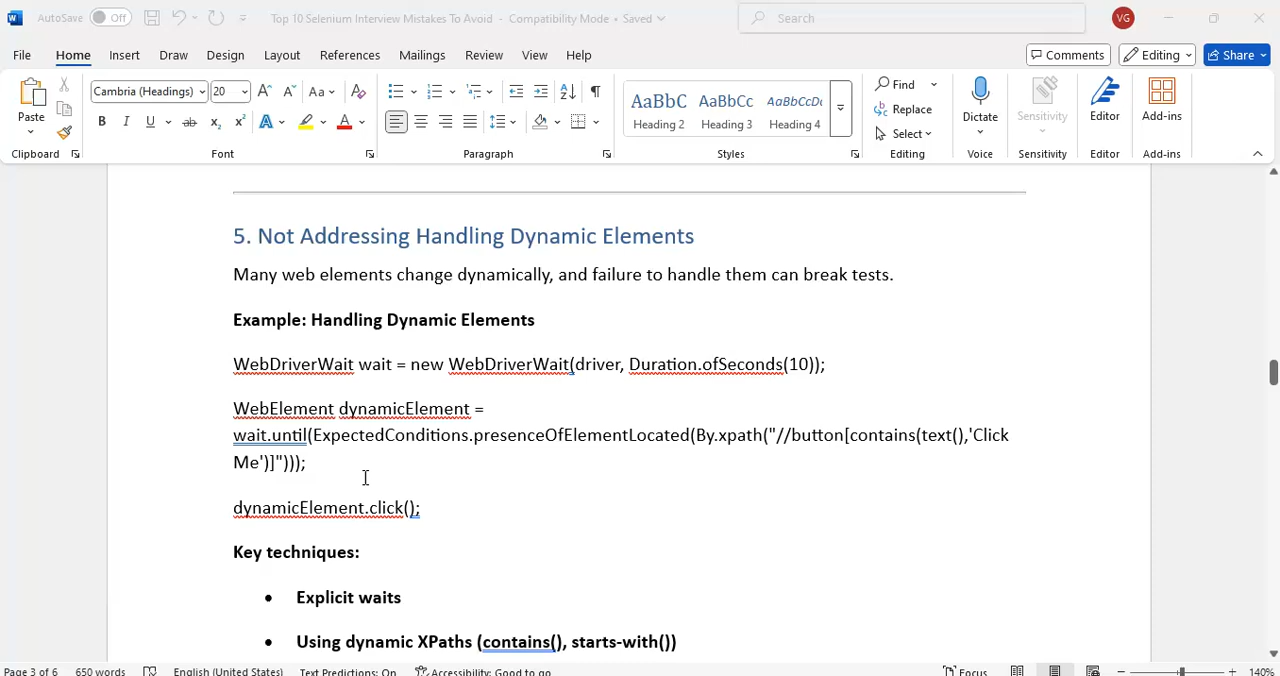 AutoSave Off Top 10 Selenium Interview Mistakes To Avoid - Compatibility Mode • Saved Search VG
File Home Insert Draw Design Layout References Mailings Review View Help Comments Editing Share
Cambria (Headings) 20 Aa AaBbC AaBbCc AaBbCcDc Find
Paste Heading 2 Heading 3 Heading 4 Replace Dictate Sensitivity Editor Add-ins
B I U ab x₂ x² A A Select
Clipboard Font Paragraph Styles Editing Voice Sensitivity Editor Add-ins
5. Not Addressing Handling Dynamic Elements
Many web elements change dynamically, and failure to handle them can break tests.
Example: Handling Dynamic Elements
WebDriverWait wait = new WebDriverWait(driver, Duration.ofSeconds(10));
WebElement dynamicElement =
wait.until(ExpectedConditions.presenceOfElementLocated(By.xpath("//button[contains(text(),'Click
Me')]")));
dynamicElement.click();
Key techniques:
• Explicit waits
• Using dynamic XPaths (contains(), starts-with())
Page 3 of 6 650 words English (United States) Text Predictions: On Accessibility: Good to go Focus 140%